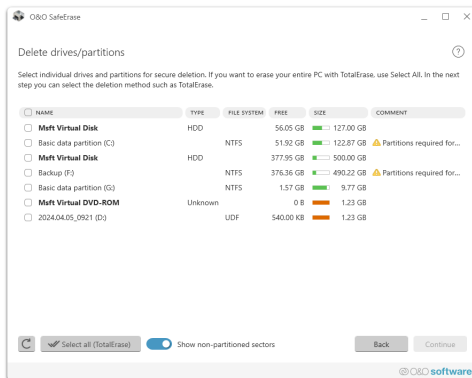 O&O SafeErase
Delete drives/partitions
Select individual drives and partitions for secure deletion. If you want to erase your entire PC with TotalErase, use Select All. In the next
step you can select the deletion method such as TotalErase.
NAME TYPE FILE SYSTEM FREE SIZE COMMENT
Msft Virtual Disk HDD 56.05 GB 127.00 GB
Basic data partition (C:) NTFS 51.92 GB 122.87 GB Partitions required for...
Msft Virtual Disk HDD 377.95 GB 500.00 GB
Backup (F:) NTFS 376.36 GB 490.22 GB Partitions required for...
Basic data partition (G:) NTFS 1.57 GB 9.77 GB
Msft Virtual DVD-ROM Unknown 0 B 1.23 GB
2024.04.05_0921 (D:) UDF 540.00 KB 1.23 GB
Select all (TotalErase) Show non-partitioned sectors Back Continue
O&O software